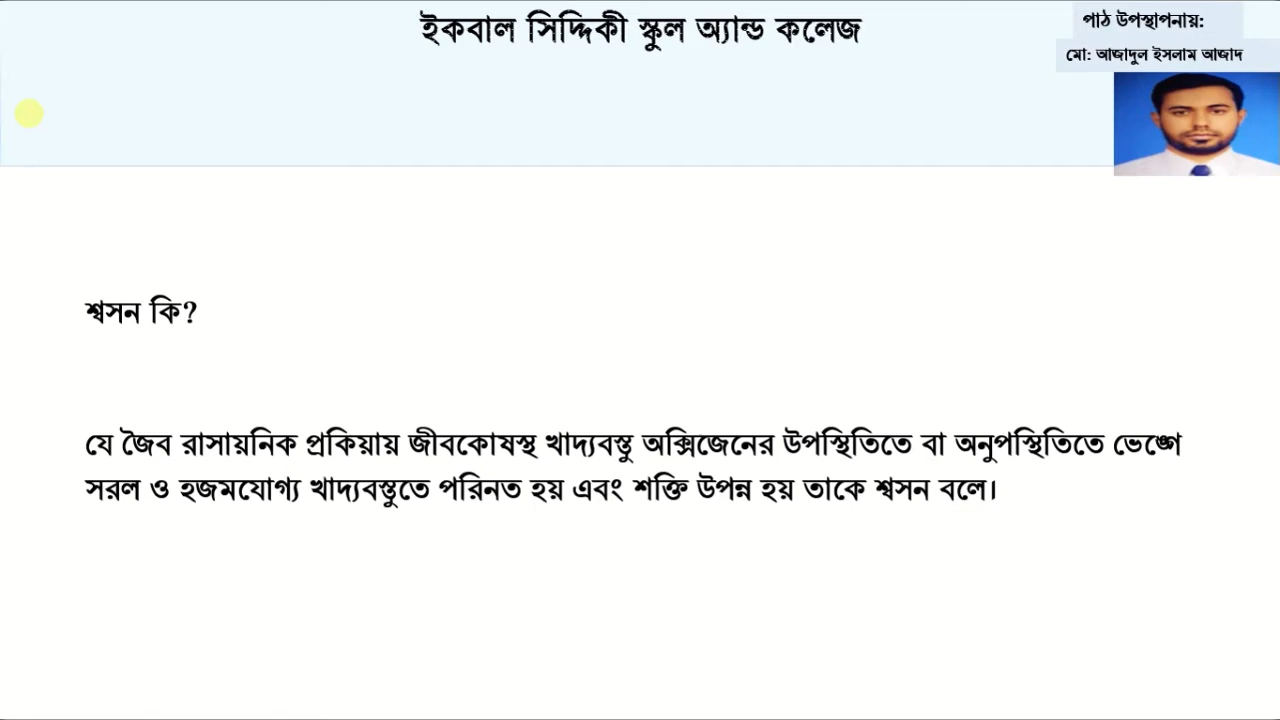 ইকবাল সিদ্দিকী স্কুল অ্যান্ড কলেজ
পাঠ উপস্থাপনায়:
মো: আজাদুল ইসলাম আজাদ
শ্বসন কি?
যে জৈব রাসায়নিক প্রকিয়ায় জীবকোষস্থ খাদ্যবস্তু অক্সিজেনের উপস্থিতিতে বা অনুপস্থিতিতে ভেঙ্গে
সরল ও হজমযোগ্য খাদ্যবস্তুতে পরিনত হয় এবং শক্তি উপন্ন হয় তাকে শ্বসন বলে।